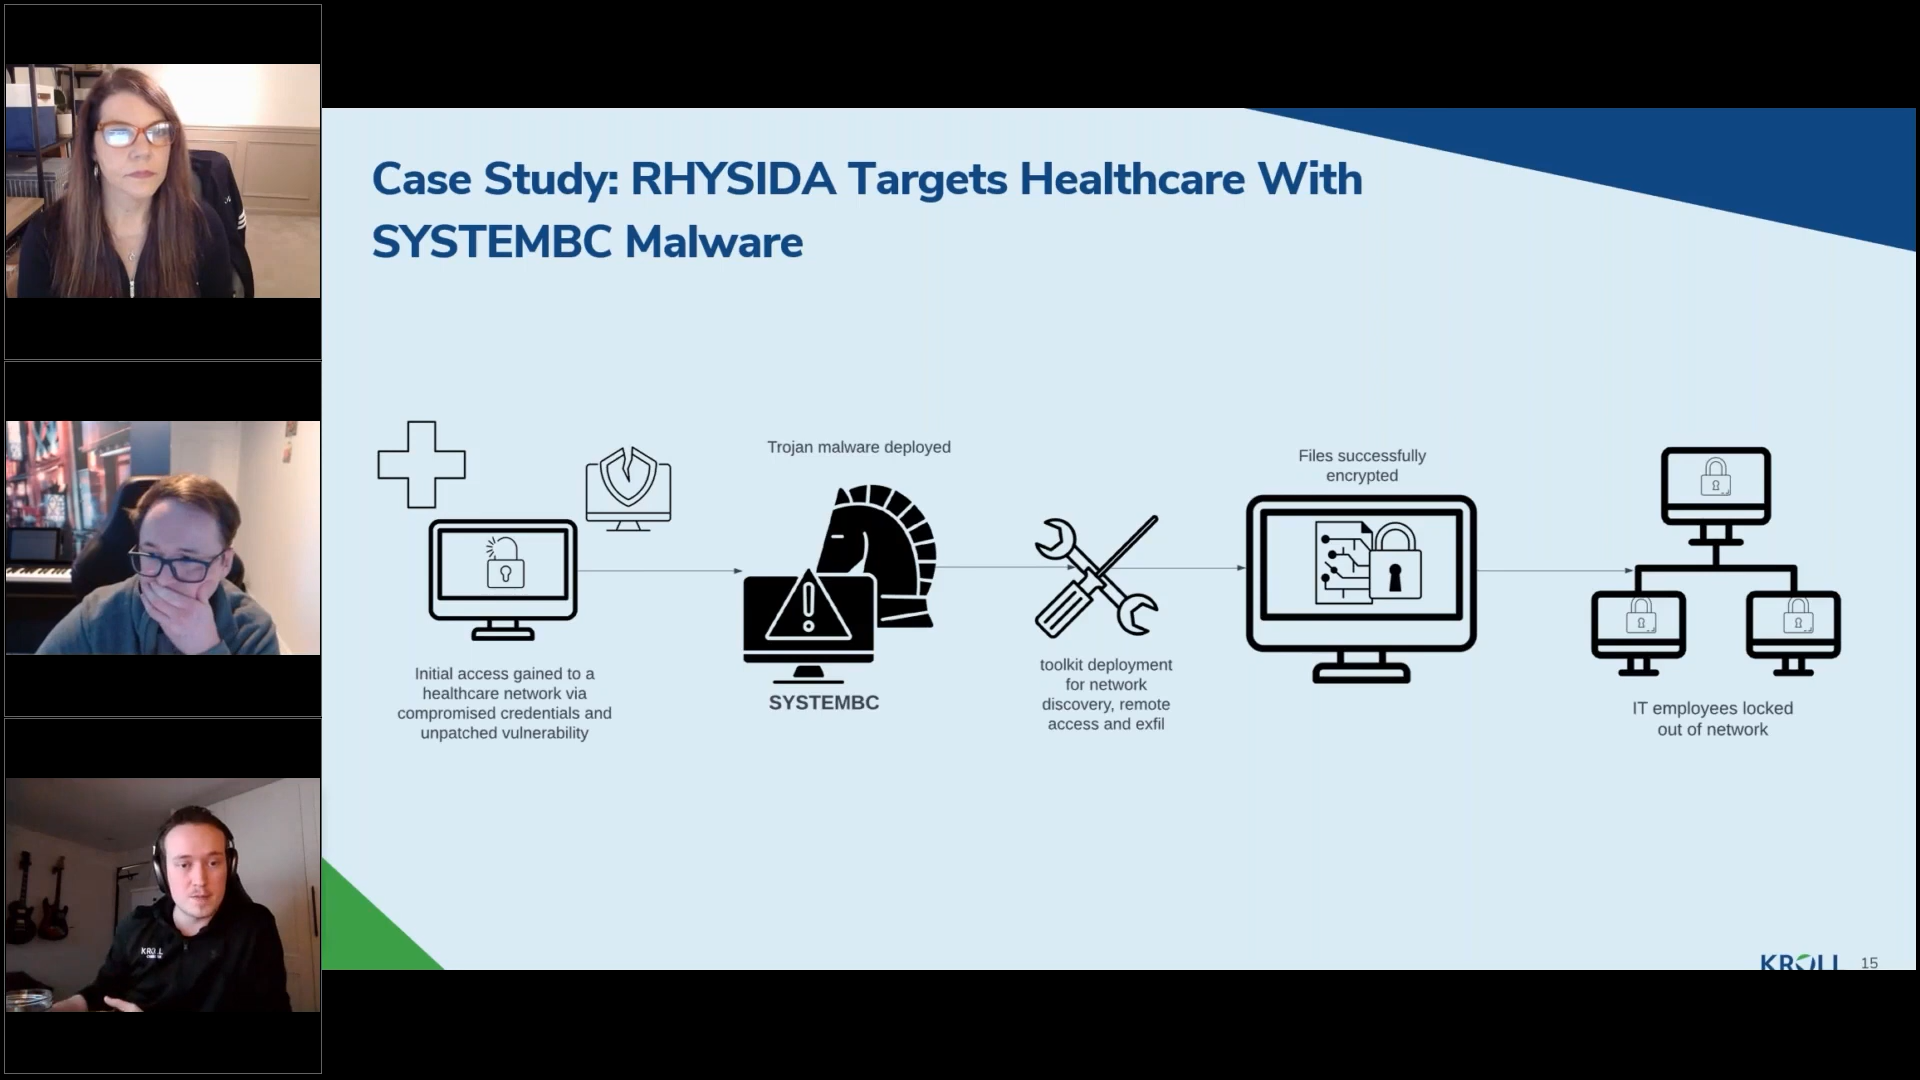 Case Study: RHYSIDA Targets Healthcare With
SYSTEMBC Malware
Initial access gained to a
healthcare network via
compromised credentials and
unpatched vulnerability
Trojan malware deployed
SYSTEMBC
toolkit deployment
for network
discovery, remote
access and exfil
Files successfully
encrypted
IT employees locked
out of network
KROLL
15
KROLL